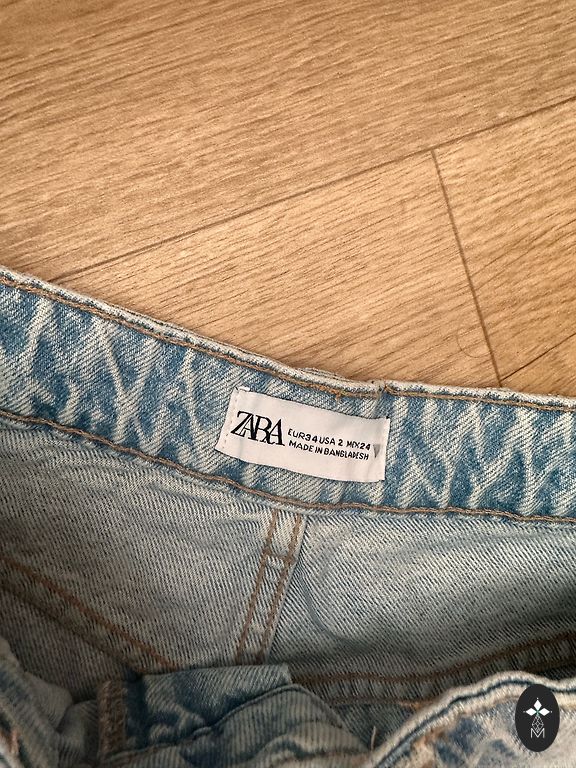 ZARA
EUR 34 USA 2 MEX 24
MADE IN BANGLADESH
M